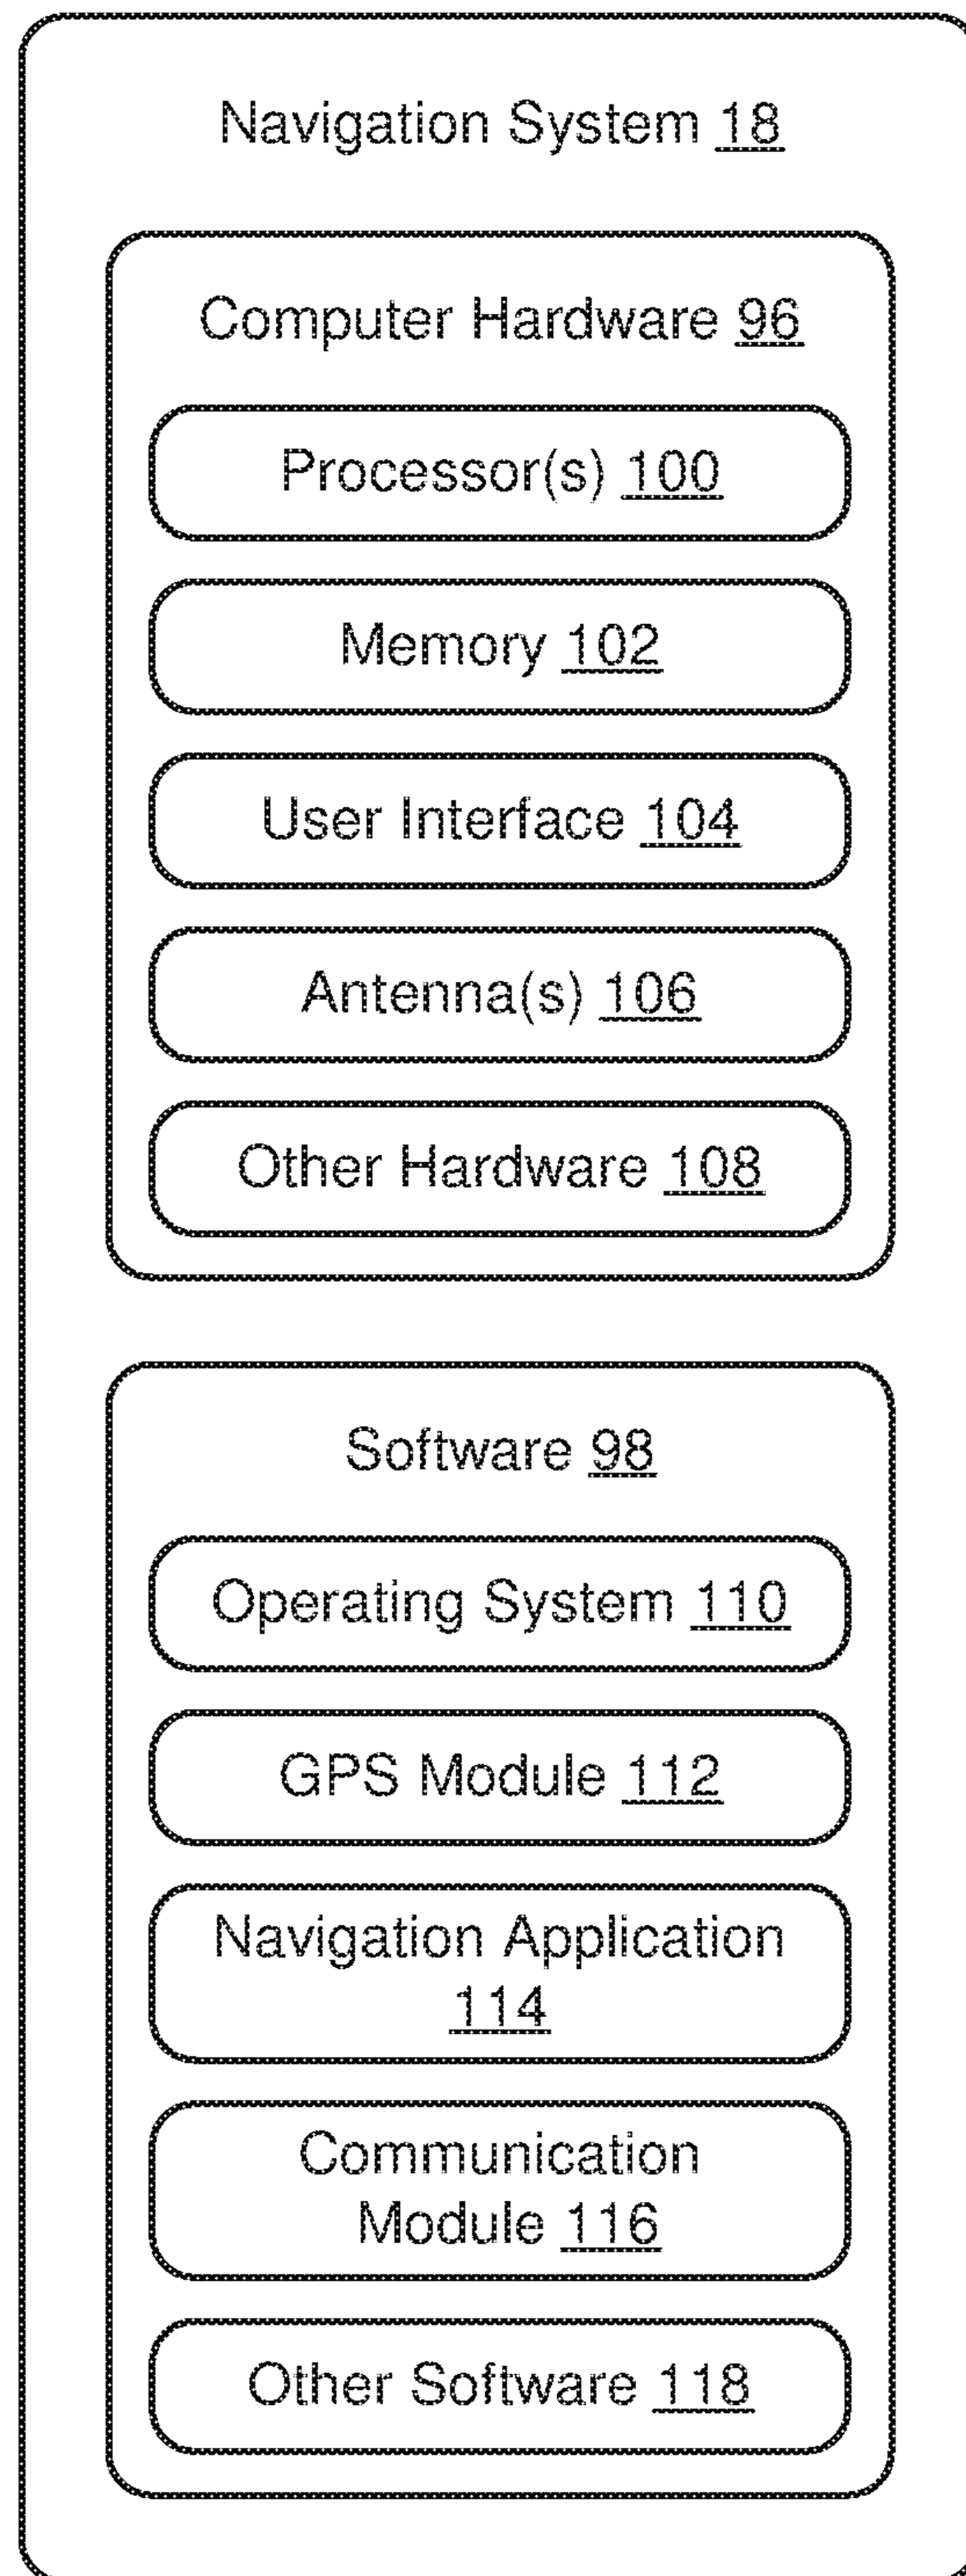 Navigation System 18
Computer Hardware 96
Processor(s) 100
Memory 102
User Interface 104
Antenna(s) 106
Other Hardware 108
Software 98
Operating System 110
GPS Module 112
Navigation Application
114
Communication
Module 116
Other Software 118